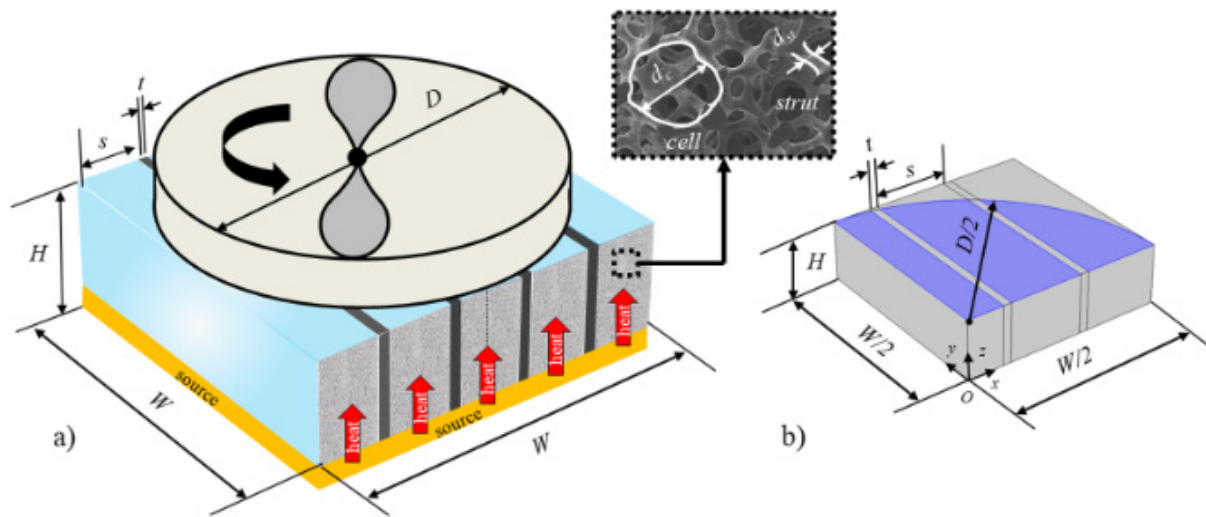 t
s
D
H
W
W
source
source
heat
heat
heat
heat
heat
a)
d_c
d_st
cell
strut
t
s
D/2
H
W/2
W/2
y
z
x
O
b)